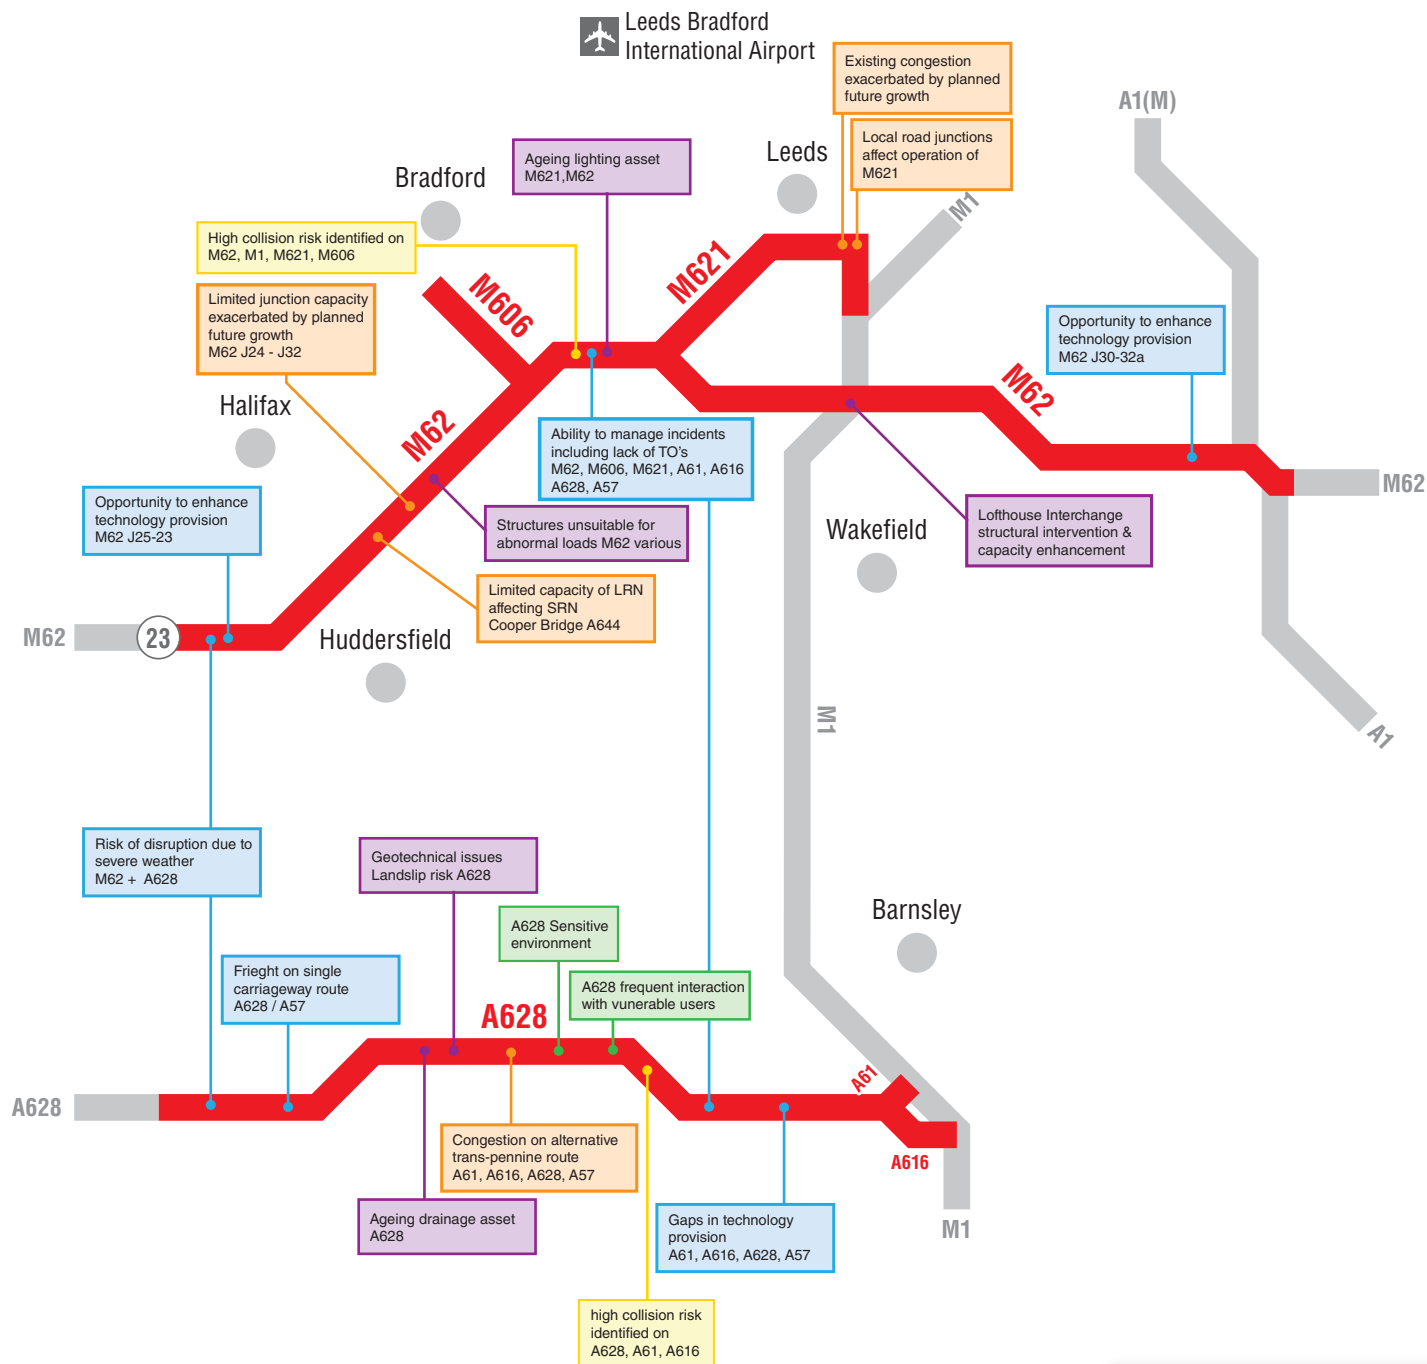 Leeds Bradford
International Airport
Existing congestion
exacerbated by planned
future growth
A1(M)
Local road junctions
affect operation of
M621
Leeds
Ageing lighting asset
M621,M62
Bradford
M1
High collision risk identified on
M62, M1, M621, M606
M621
M606
Limited junction capacity
exacerbated by planned
future growth
M62 J24 - J32
Opportunity to enhance
technology provision
M62 J30-32a
Halifax
M62
M62
Ability to manage incidents
including lack of TO's
M62, M606, M621, A61, A616
A628, A57
M62
Opportunity to enhance
technology provision
M62 J25-23
Structures unsuitable for
abnormal loads M62 various
Wakefield
Lofthouse Interchange
structural intervention &
capacity enhancement
Limited capacity of LRN
affecting SRN
Cooper Bridge A644
M62
23
Huddersfield
M1
A1
Risk of disruption due to
severe weather
M62 + A628
Geotechnical issues
Landslip risk A628
Barnsley
A628 Sensitive
environment
Frieght on single
carriageway route
A628 / A57
A628 frequent interaction
with vunerable users
A628
A61
A628
Congestion on alternative
trans-pennine route
A61, A616, A628, A57
A616
Ageing drainage asset
A628
Gaps in technology
provision
A61, A616, A628, A57
M1
high collision risk
identified on
A628, A61, A616